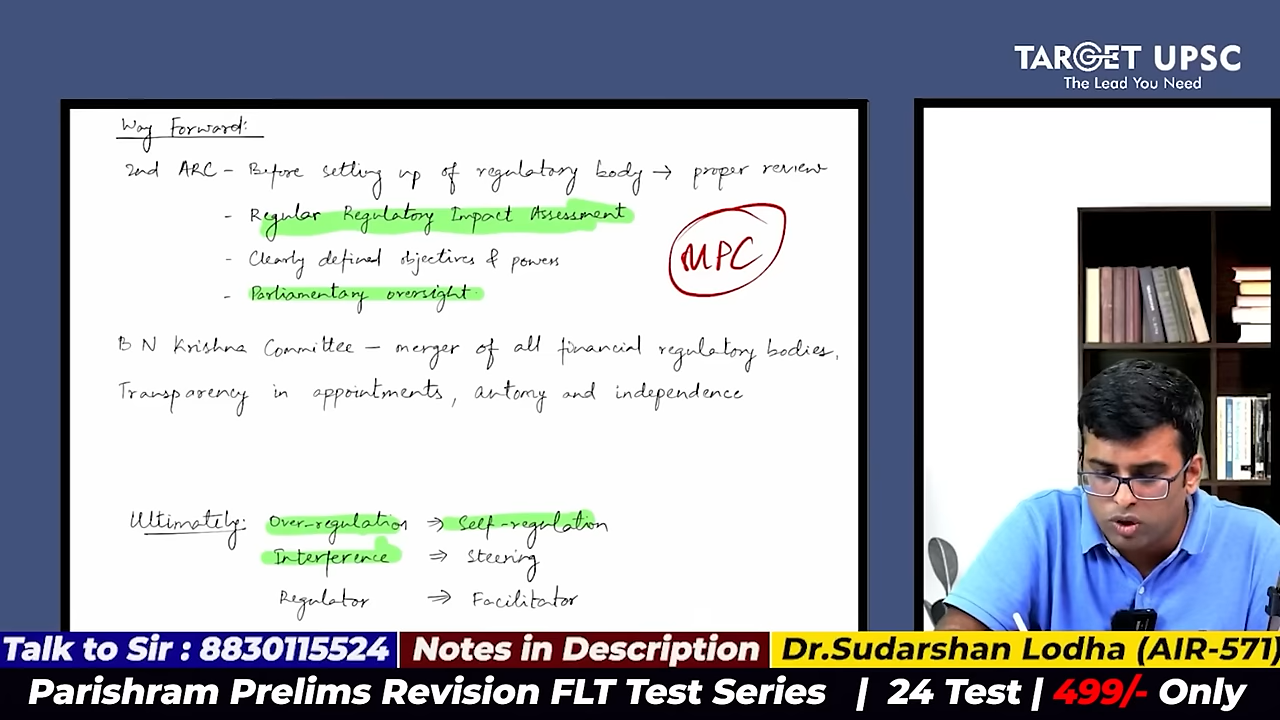 TARGET UPSC
The Lead You Need
Way Forward:
2nd ARC - Before setting up of regulatory body → proper review
- Regular Regulatory Impact Assessment
- Clearly defined objectives & powers
- Parliamentary oversight.
MPC
B N Krishna Committee - merger of all financial regulatory bodies,
Transparency in appointments, autonomy and independence
Ultimately: Over-regulation ⇒ Self-regulation
Interference ⇒ Steering
Regulator ⇒ Facilitator
Talk to Sir : 8830115524 Notes in Description Dr.Sudarshan Lodha (AIR-571)
Parishram Prelims Revision FLT Test Series | 24 Test | 499/- Only